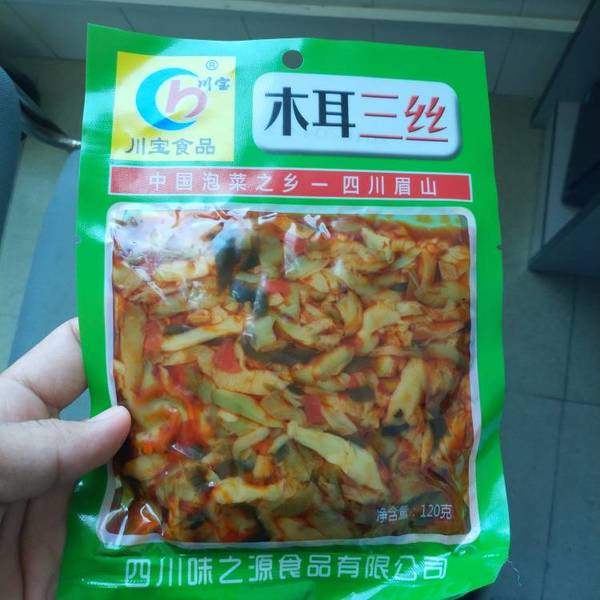 川宝®
川宝食品
木耳三丝
中国泡菜之乡—四川眉山
净含量：120克
四川味之源食品有限公司